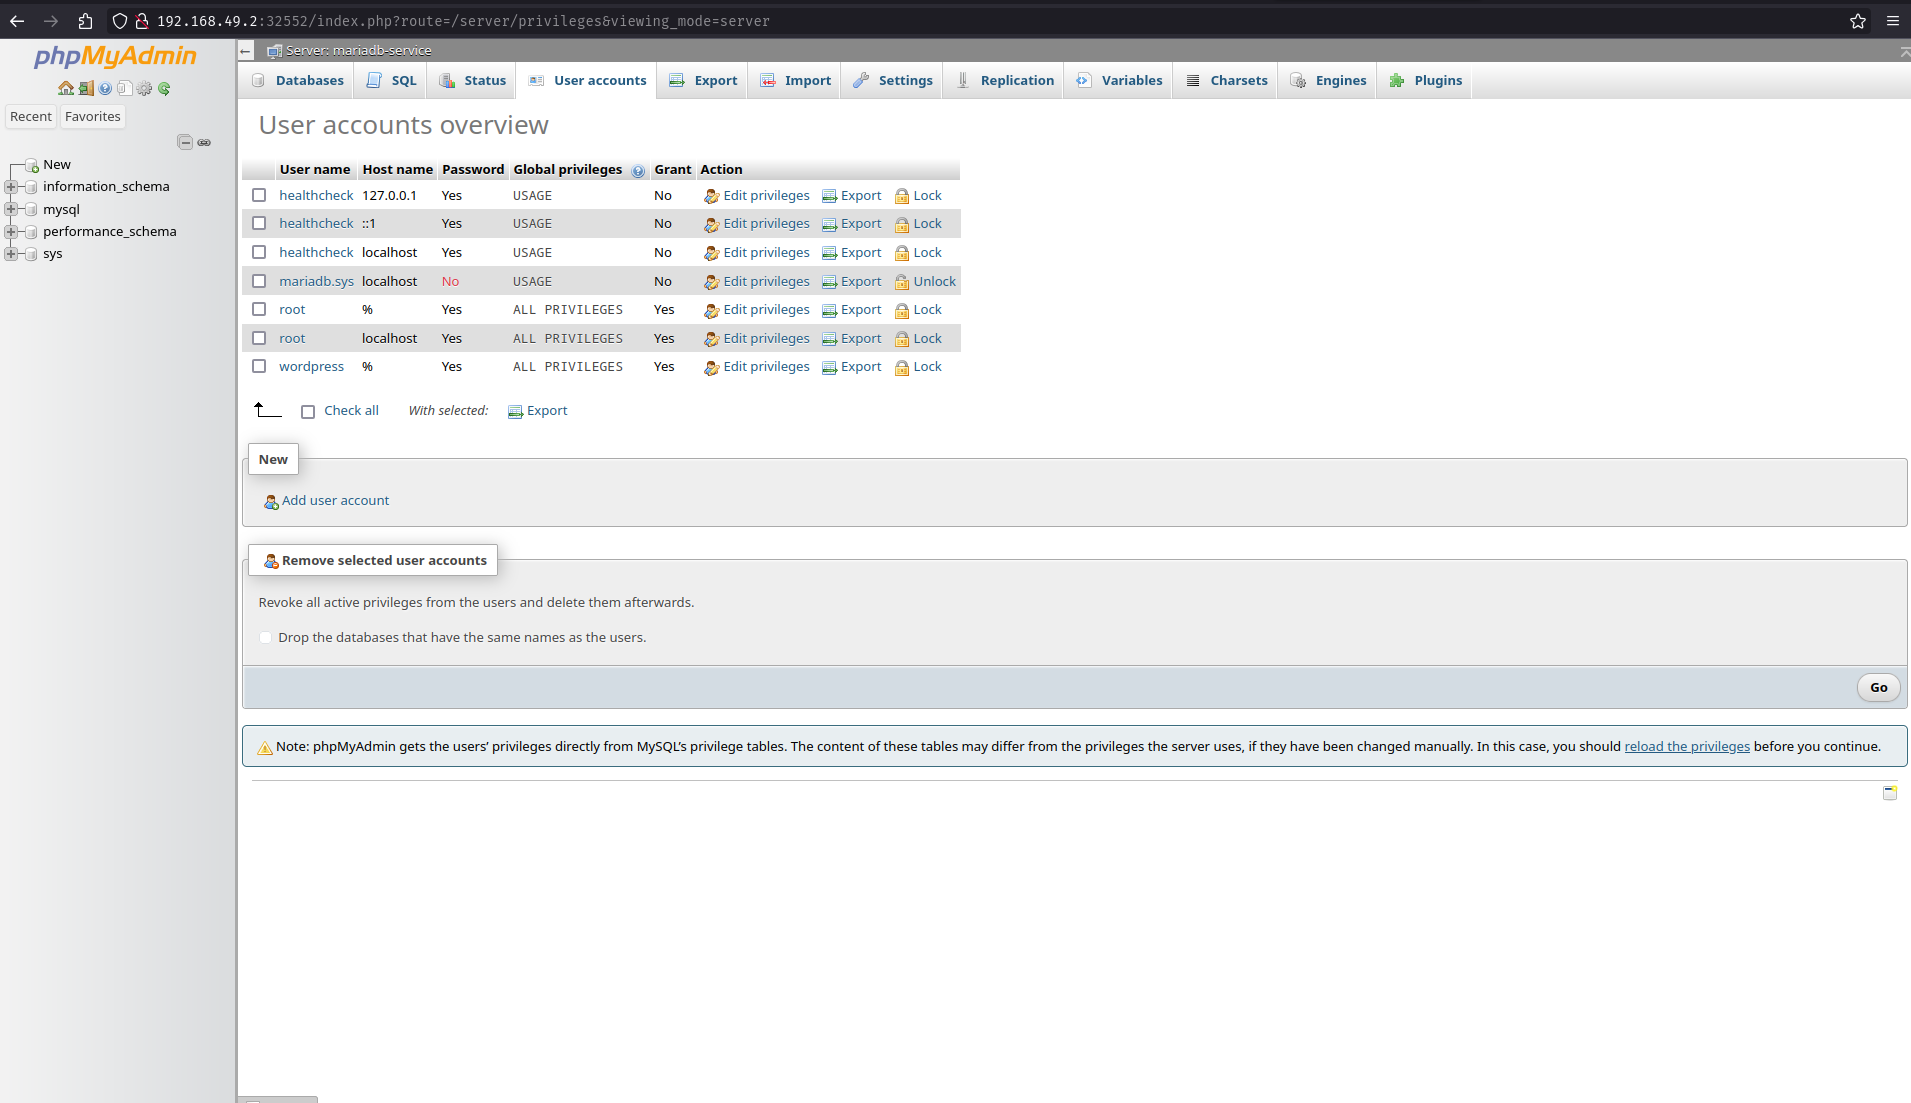 192.168.49.2:32552/index.php?route=/server/privileges&viewing_mode=server
phpMyAdmin
Recent Favorites
New
information_schema
mysql
performance_schema
sys
Server: mariadb-service
Databases SQL Status User accounts Export Import Settings Replication Variables Charsets Engines Plugins
User accounts overview
User name Host name Password Global privileges Grant Action
healthcheck 127.0.0.1 Yes USAGE No Edit privileges Export Lock
healthcheck ::1 Yes USAGE No Edit privileges Export Lock
healthcheck localhost Yes USAGE No Edit privileges Export Lock
mariadb.sys localhost No USAGE No Edit privileges Export Unlock
root % Yes ALL PRIVILEGES Yes Edit privileges Export Lock
root localhost Yes ALL PRIVILEGES Yes Edit privileges Export Lock
wordpress % Yes ALL PRIVILEGES Yes Edit privileges Export Lock
Check all With selected: Export
New
Add user account
Remove selected user accounts
Revoke all active privileges from the users and delete them afterwards.
Drop the databases that have the same names as the users.
Go
Note: phpMyAdmin gets the users’ privileges directly from MySQL’s privilege tables. The content of these tables may differ from the privileges the server uses, if they have been changed manually. In this case, you should reload the privileges before you continue.